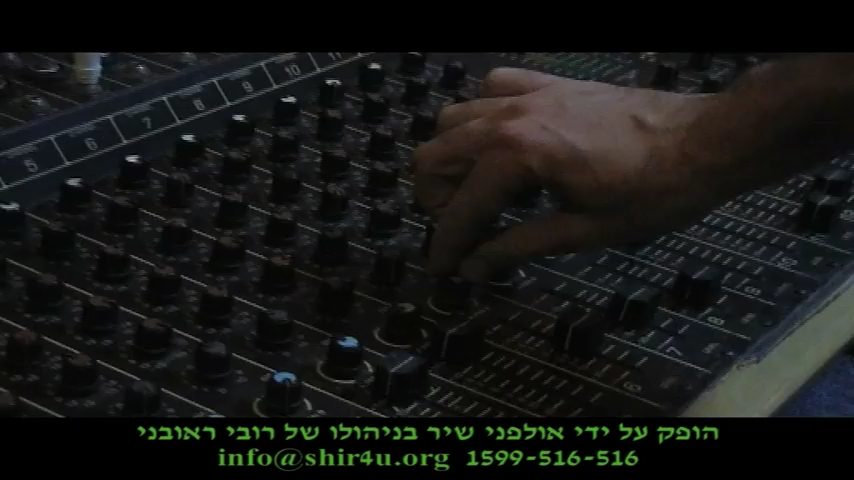 5 6 7 8 9 10 11
הופק על ידי אולפני שיר בניהולו של רובי ראובני
info@shir4u.org 1599-516-516